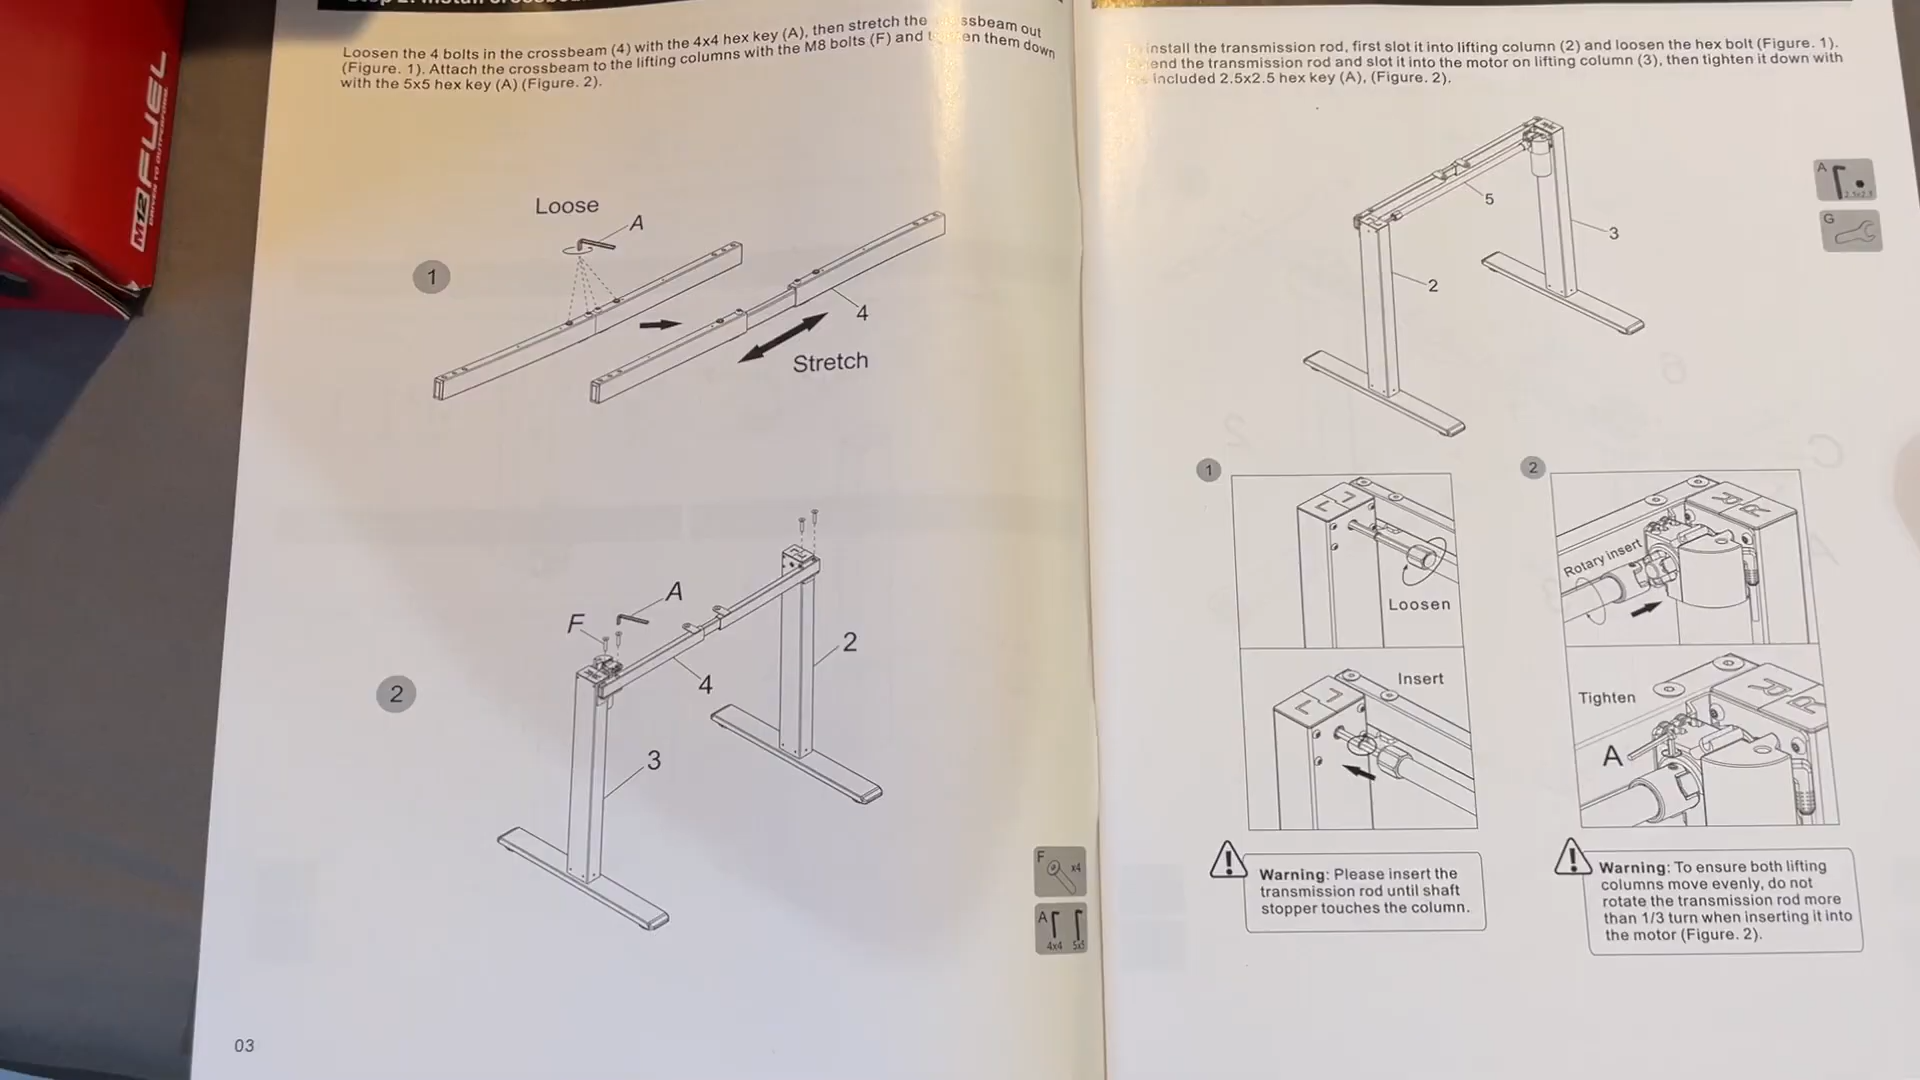 M12 FUEL
DRIVEN TO OUTPERFORM.
Loosen the 4 bolts in the crossbeam (4) with the 4x4 hex key (A), then stretch the ssbeam out
(Figure. 1). Attach the crossbeam to the lifting columns with the M8 bolts (F) and en them down
with the 5x5 hex key (A) (Figure. 2).
Loose
A
1
4
Stretch
F
A
2
4
2
3
F x4
A
4x4 5x5
03
install the transmission rod, first slot it into lifting column (2) and loosen the hex bolt (Figure. 1).
end the transmission rod and slot it into the motor on lifting column (3), then tighten it down with
included 2.5x2.5 hex key (A), (Figure. 2).
5
3
2
A
2.5x2.5
G
1
L
Loosen
Insert
L
2
R
Rotary insert
Tighten
R
A
Warning: Please insert the
transmission rod until shaft
stopper touches the column.
Warning: To ensure both lifting
columns move evenly, do not
rotate the transmission rod more
than 1/3 turn when inserting it into
the motor (Figure. 2).